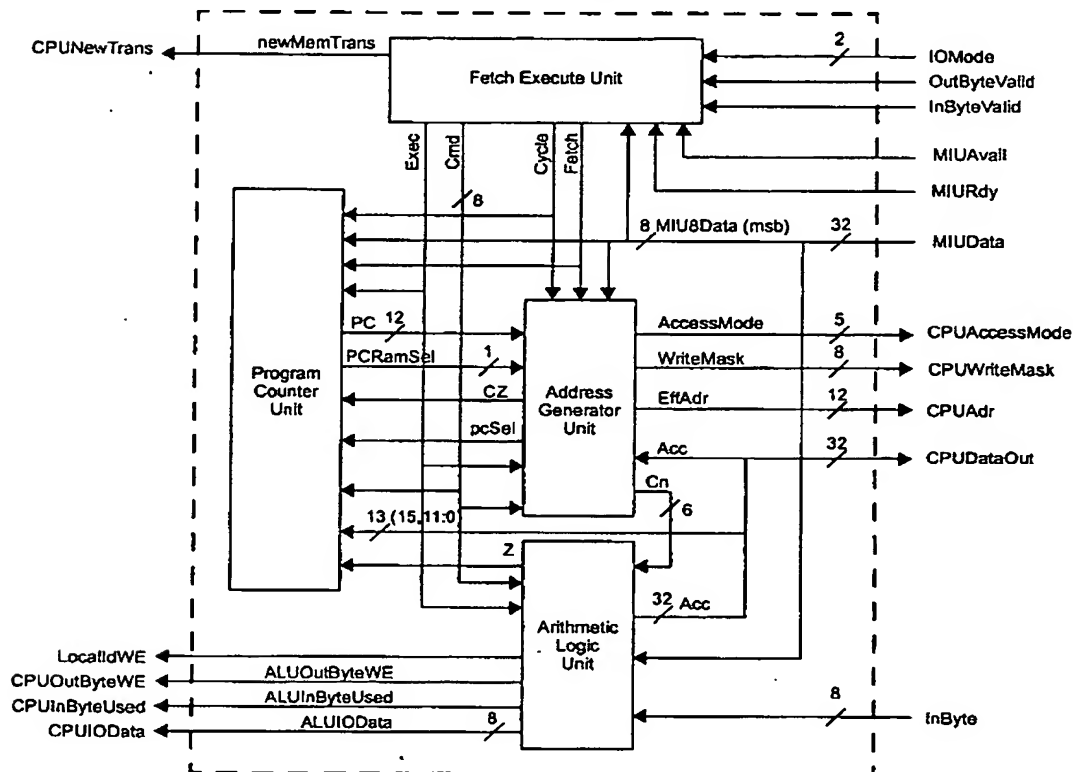 CPUNewTrans
newMemTrans
Fetch Execute Unit
2
IOMode
OutByteValid
InByteValid
MIUAvail
MIURdy
Exec
Cmd
Cycle
Fetch
8
8 MIU8Data (msb)
32
MIUData
PC
12
PCRamSel
1
CZ
pcSel
Program
Counter
Unit
Address
Generator
Unit
AccessMode
5
CPUAccessMode
WriteMask
8
CPUWriteMask
EffAdr
12
CPUAdr
Acc
32
CPUDataOut
Cn
6
13 (15,11:0)
Z
32
Acc
Arithmetic
Logic
Unit
LocalIdWE
CPUOutByteWE
ALUOutByteWE
CPUInByteUsed
ALUInByteUsed
CPUIOData
ALUIOData
8
8
InByte